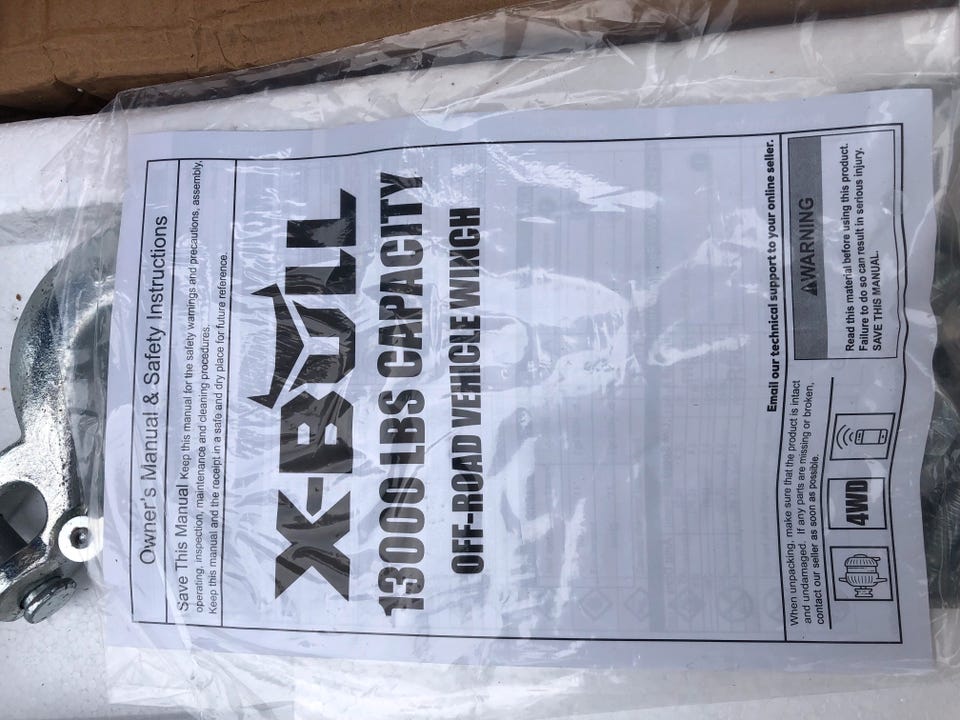 Owner's Manual & Safety Instructions
Save This Manual Keep this manual for the safety warnings and precautions, assembly,
operating, inspection, maintenance and cleaning procedures.
Keep this manual and the receipt in a safe and dry place for future reference.
X-BULL
13000 LBS CAPACITY
OFF-ROAD VEHICLE WINCH
Email our technical support to your online seller.
When unpacking, make sure that the product is intact
and undamaged. If any parts are missing or broken,
contact our seller as soon as possible.
4WD
WARNING
Read this material before using this product.
Failure to do so can result in serious injury.
SAVE THIS MANUAL.